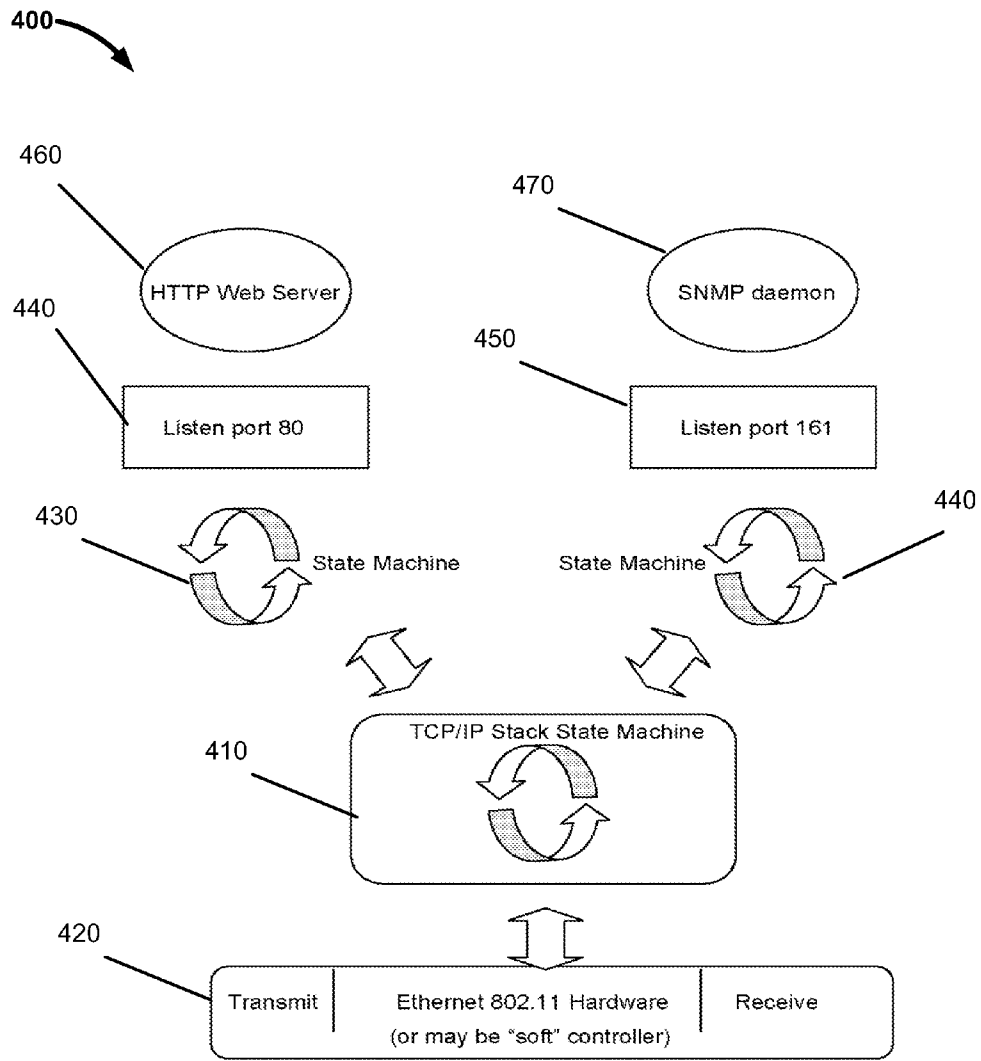 400
460
470
HTTP Web Server
SNMP daemon
440
450
Listen port 80
Listen port 161
430
440
State Machine
State Machine
TCP/IP Stack State Machine
410
420
Transmit
Ethernet 802.11 Hardware
(or may be "soft" controller)
Receive